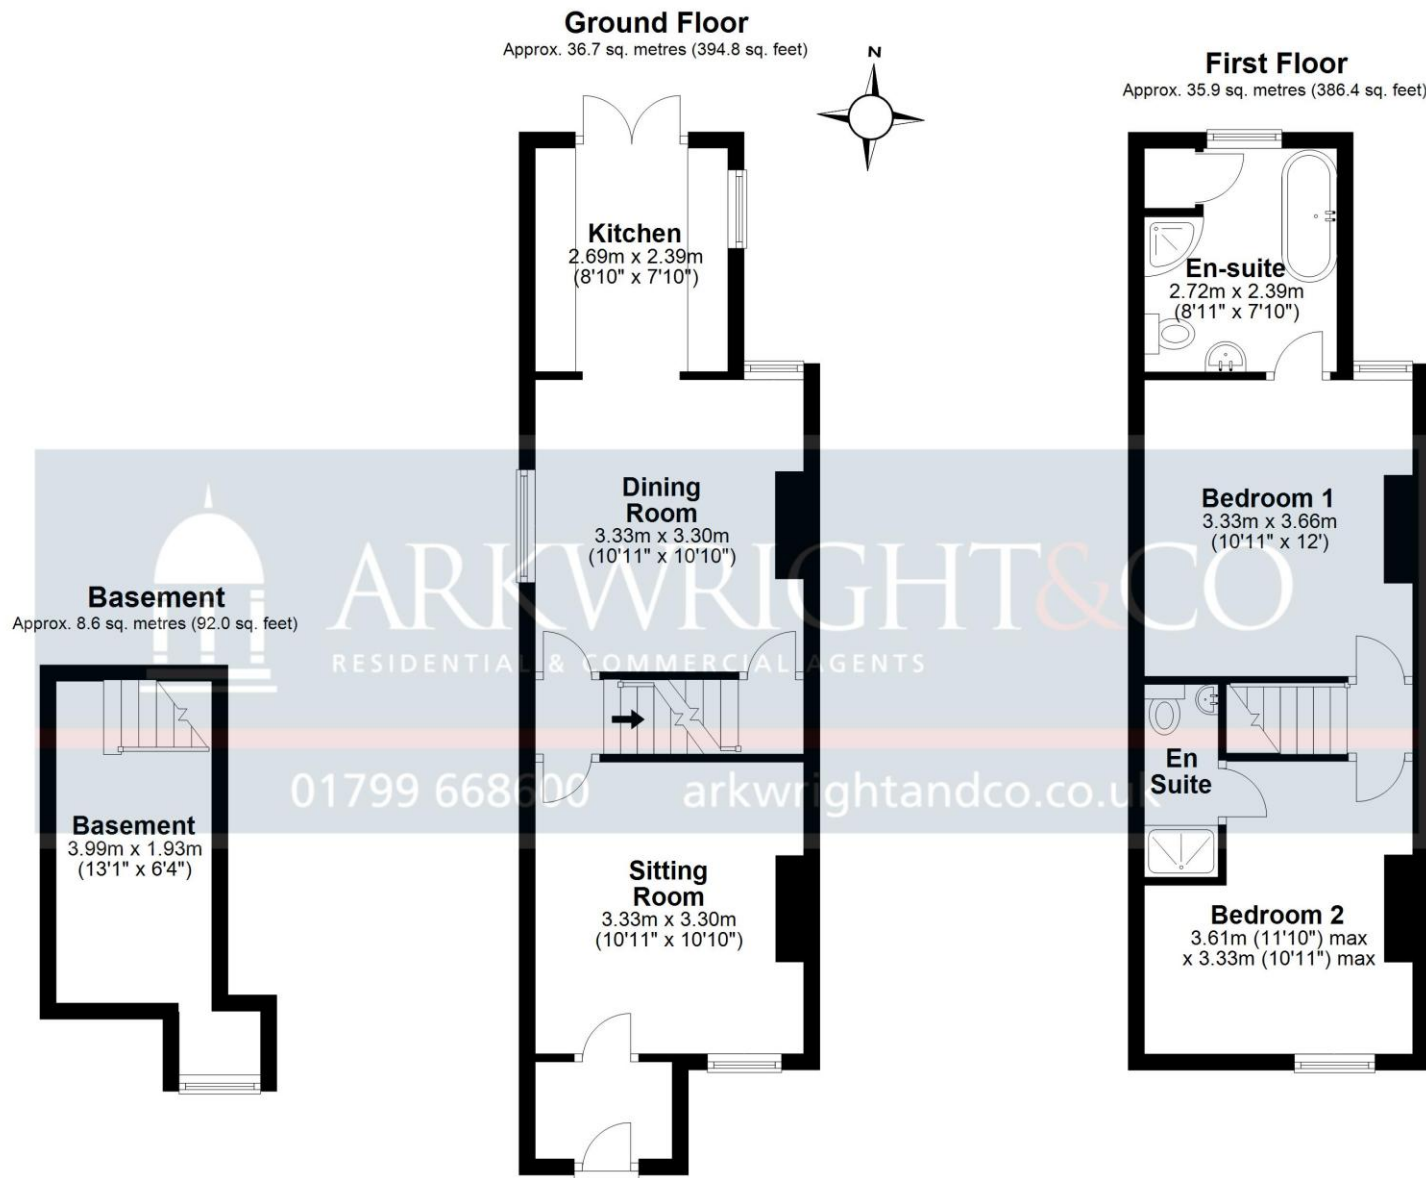 Ground Floor
Approx. 36.7 sq. metres (394.8 sq. feet)
N
First Floor
Approx. 35.9 sq. metres (386.4 sq. feet)
Kitchen
2.69m x 2.39m
(8'10" x 7'10")
En-suite
2.72m x 2.39m
(8'11" x 7'10")
Dining
Room
3.33m x 3.30m
(10'11" x 10'10")
Bedroom 1
3.33m x 3.66m
(10'11" x 12')
ARKWRIGHT&CO
RESIDENTIAL & COMMERCIAL AGENTS
Basement
Approx. 8.6 sq. metres (92.0 sq. feet)
En
Suite
01799 668600 arkwrightandco.co.uk
Basement
3.99m x 1.93m
(13'1" x 6'4")
Sitting
Room
3.33m x 3.30m
(10'11" x 10'10")
Bedroom 2
3.61m (11'10") max
x 3.33m (10'11") max